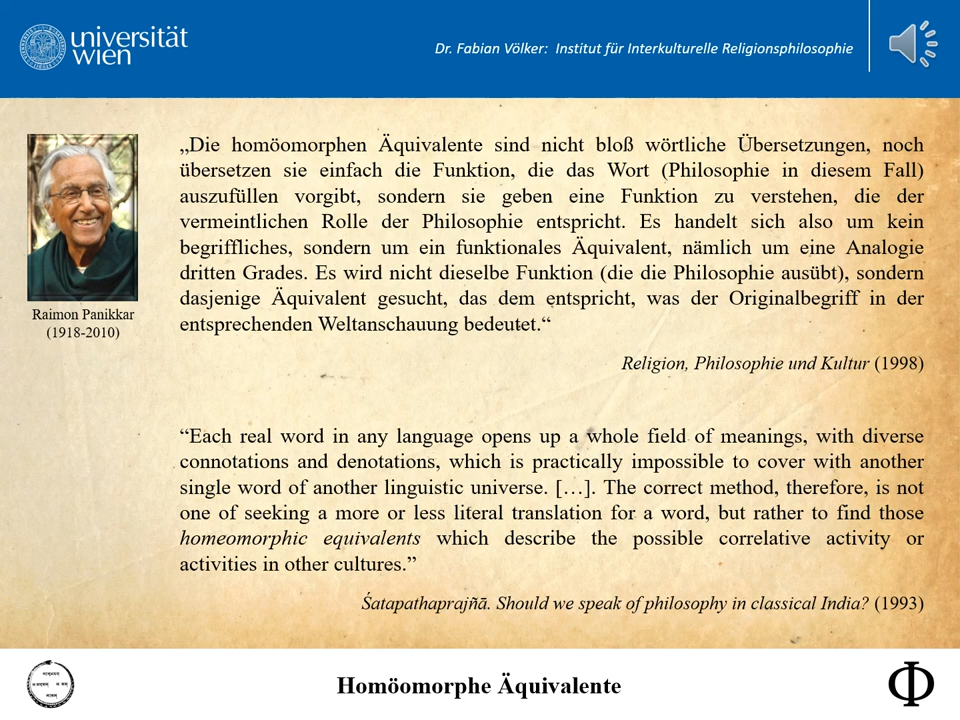 universität
wien
Dr. Fabian Völker: Institut für Interkulturelle Religionsphilosophie
„Die homöomorphen Äquivalente sind nicht bloß wörtliche Übersetzungen, noch
übersetzen sie einfach die Funktion, die das Wort (Philosophie in diesem Fall)
auszufüllen vorgibt, sondern sie geben eine Funktion zu verstehen, die der
vermeintlichen Rolle der Philosophie entspricht. Es handelt sich also um kein
begriffliches, sondern um ein funktionales Äquivalent, nämlich um eine Analogie
dritten Grades. Es wird nicht dieselbe Funktion (die die Philosophie ausübt), sondern
dasjenige Äquivalent gesucht, das dem entspricht, was der Originalbegriff in der
entsprechenden Weltanschauung bedeutet.“
Raimon Panikkar
(1918-2010)
Religion, Philosophie und Kultur (1998)
“Each real word in any language opens up a whole field of meanings, with diverse
connotations and denotations, which is practically impossible to cover with another
single word of another linguistic universe. […]. The correct method, therefore, is not
one of seeking a more or less literal translation for a word, but rather to find those
homeomorphic equivalents which describe the possible correlative activity or
activities in other cultures.”
Śatapathaprajñā. Should we speak of philosophy in classical India? (1993)
Homöomorphe Äquivalente
Φ